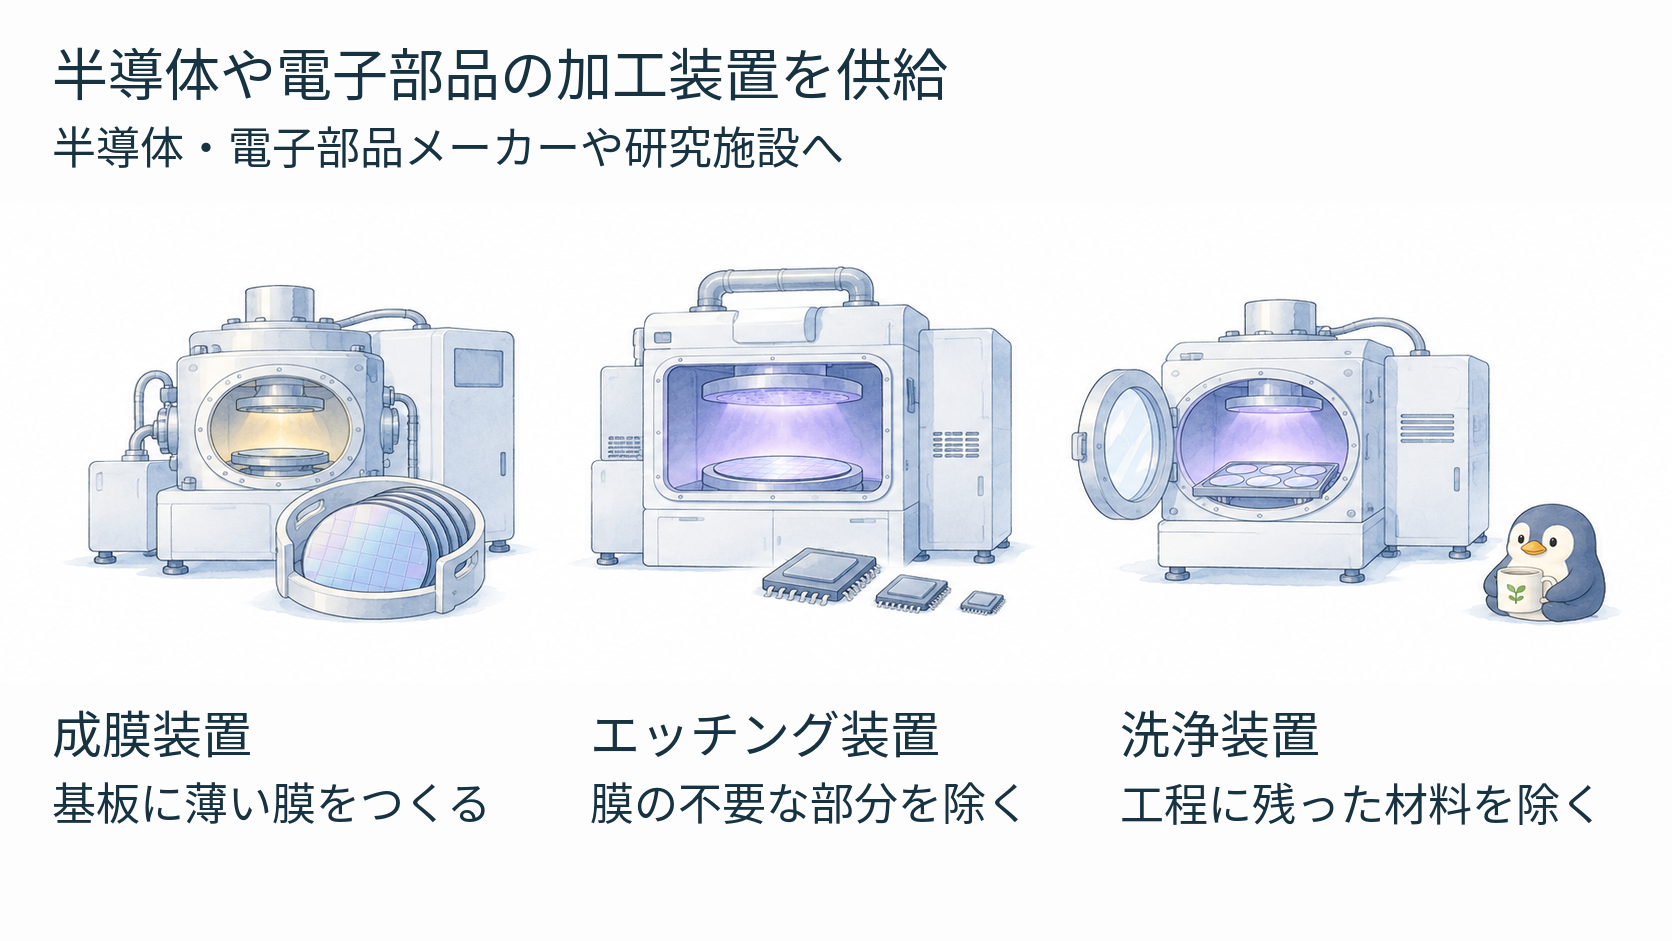 半導体や電子部品の加工装置を供給
半導体・電子部品メーカーや研究施設へ
成膜装置
基板に薄い膜をつくる
エッチング装置
膜の不要な部分を除く
洗浄装置
工程に残った材料を除く